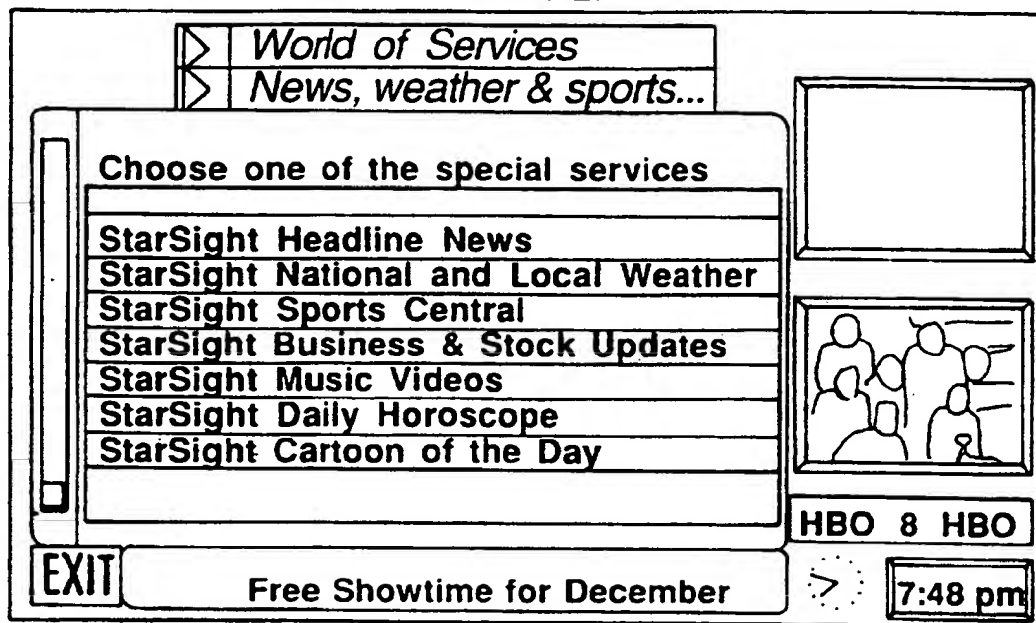 World of Services
News, weather & sports...
Choose one of the special services
StarSight Headline News
StarSight National and Local Weather
StarSight Sports Central
StarSight Business & Stock Updates
StarSight Music Videos
StarSight Daily Horoscope
StarSight Cartoon of the Day
HBO 8 HBO
EXIT
Free Showtime for December
7:48 pm